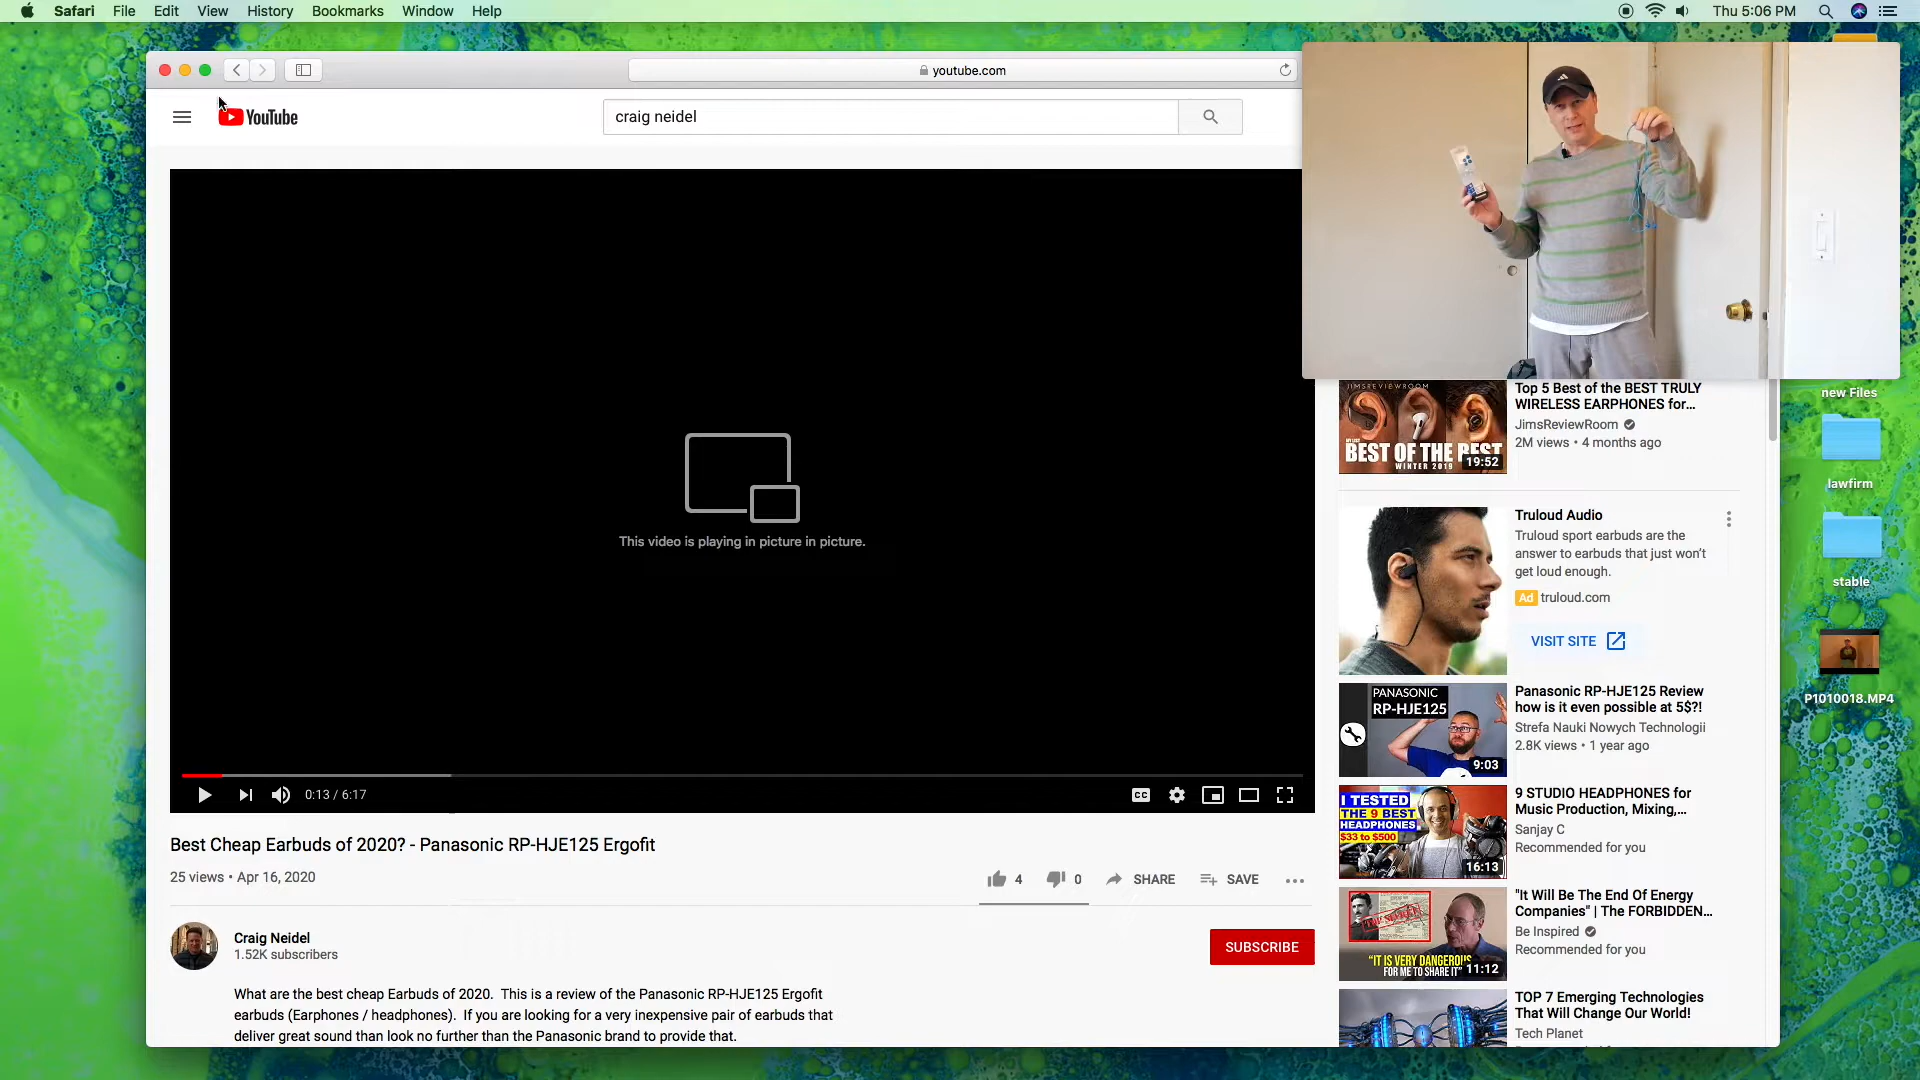 Safari File Edit View History Bookmarks Window Help
Thu 5:06 PM
youtube.com
YouTube
craig neidel
This video is playing in picture in picture.
0:13 / 6:17
CC
Best Cheap Earbuds of 2020? - Panasonic RP-HJE125 Ergofit
25 views • Apr 16, 2020
4
0
SHARE
SAVE
Craig Neidel
1.52K subscribers
SUBSCRIBE
What are the best cheap Earbuds of 2020. This is a review of the Panasonic RP-HJE125 Ergofit
earbuds (Earphones / headphones). If you are looking for a very inexpensive pair of earbuds that
deliver great sound than look no further than the Panasonic brand to provide that.
JIMSREVIEWROOM
BEST OF THE BEST
WINTER 2019
19:52
Top 5 Best of the BEST TRULY
WIRELESS EARPHONES for...
JimsReviewRoom
2M views • 4 months ago
Truloud Audio
Truloud sport earbuds are the
answer to earbuds that just won't
get loud enough.
Ad truloud.com
VISIT SITE
PANASONIC
RP-HJE125
9:03
Panasonic RP-HJE125 Review
how is it even possible at 5$?!
Strefa Nauki Nowych Technologii
2.8K views • 1 year ago
I TESTED
THE 9 BEST
HEADPHONES
$33 to $500
16:13
9 STUDIO HEADPHONES for
Music Production, Mixing,...
Sanjay C
Recommended for you
"IT IS VERY DANGEROUS
FOR ME TO SHARE IT"
11:12
"It Will Be The End Of Energy
Companies" | The FORBIDDEN...
Be Inspired
Recommended for you
TOP 7 Emerging Technologies
That Will Change Our World!
Tech Planet
new Files
lawfirm
stable
P1010018.MP4